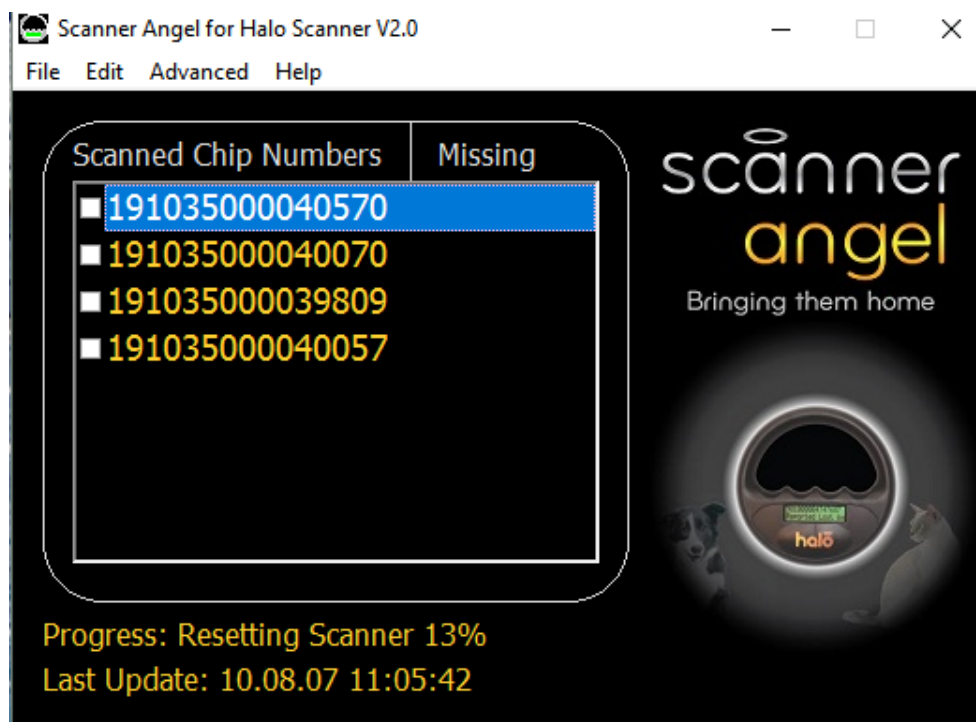 Scanner Angel for Halo Scanner V2.0
File Edit Advanced Help
Scanned Chip Numbers Missing
191035000040570
191035000040070
191035000039809
191035000040057
scanner
angel
Bringing them home
halo
Progress: Resetting Scanner 13%
Last Update: 10.08.07 11:05:42